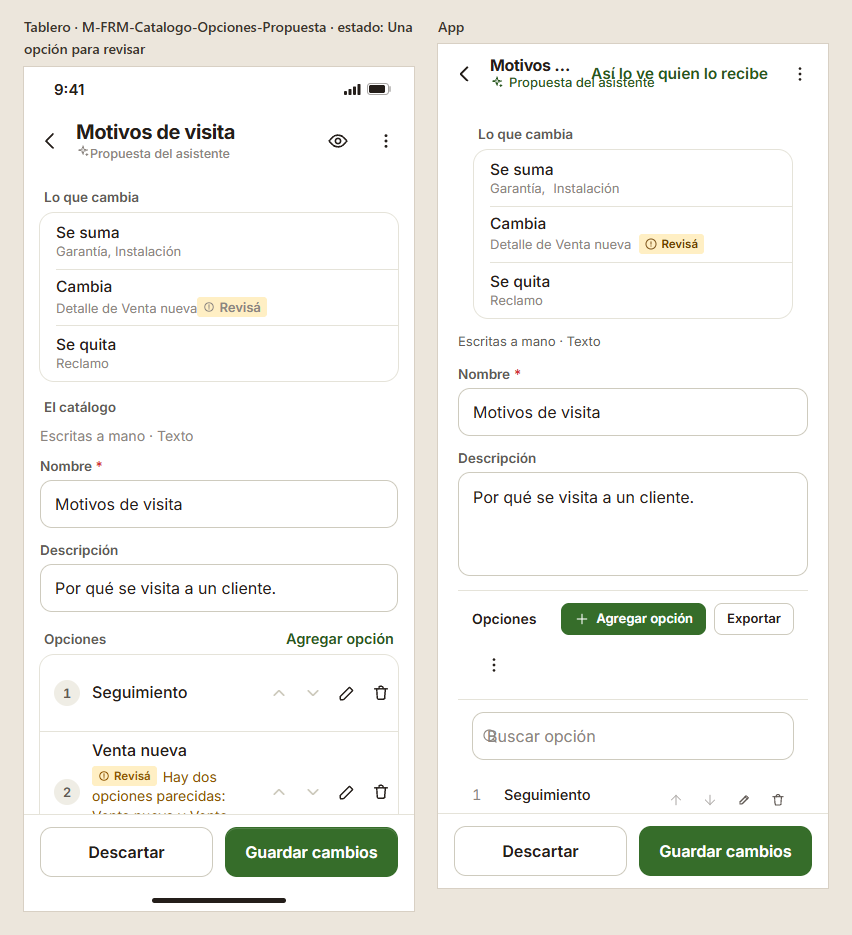 Tablero · M-FRM-Catalogo-Opciones-Propuesta · estado: Una
opción para revisar
9:41
Motivos de visita
Propuesta del asistente
Lo que cambia
Se suma
Garantía, Instalación
Cambia
Detalle de Venta nueva
Revisá
Se quita
Reclamo
El catálogo
Escritas a mano · Texto
Nombre *
Motivos de visita
Descripción
Por qué se visita a un cliente.
Opciones
Agregar opción
1
Seguimiento
Venta nueva
Revisá
Hay dos
2
opciones parecidas:
Descartar
Guardar cambios
App
Motivos ...
Así lo ve quien lo recibe
Propuesta del asistente
Lo que cambia
Se suma
Garantía, Instalación
Cambia
Detalle de Venta nueva
Revisá
Se quita
Reclamo
Escritas a mano · Texto
Nombre *
Motivos de visita
Descripción
Por qué se visita a un cliente.
Opciones
Agregar opción
Exportar
Buscar opción
1
Seguimiento
Descartar
Guardar cambios